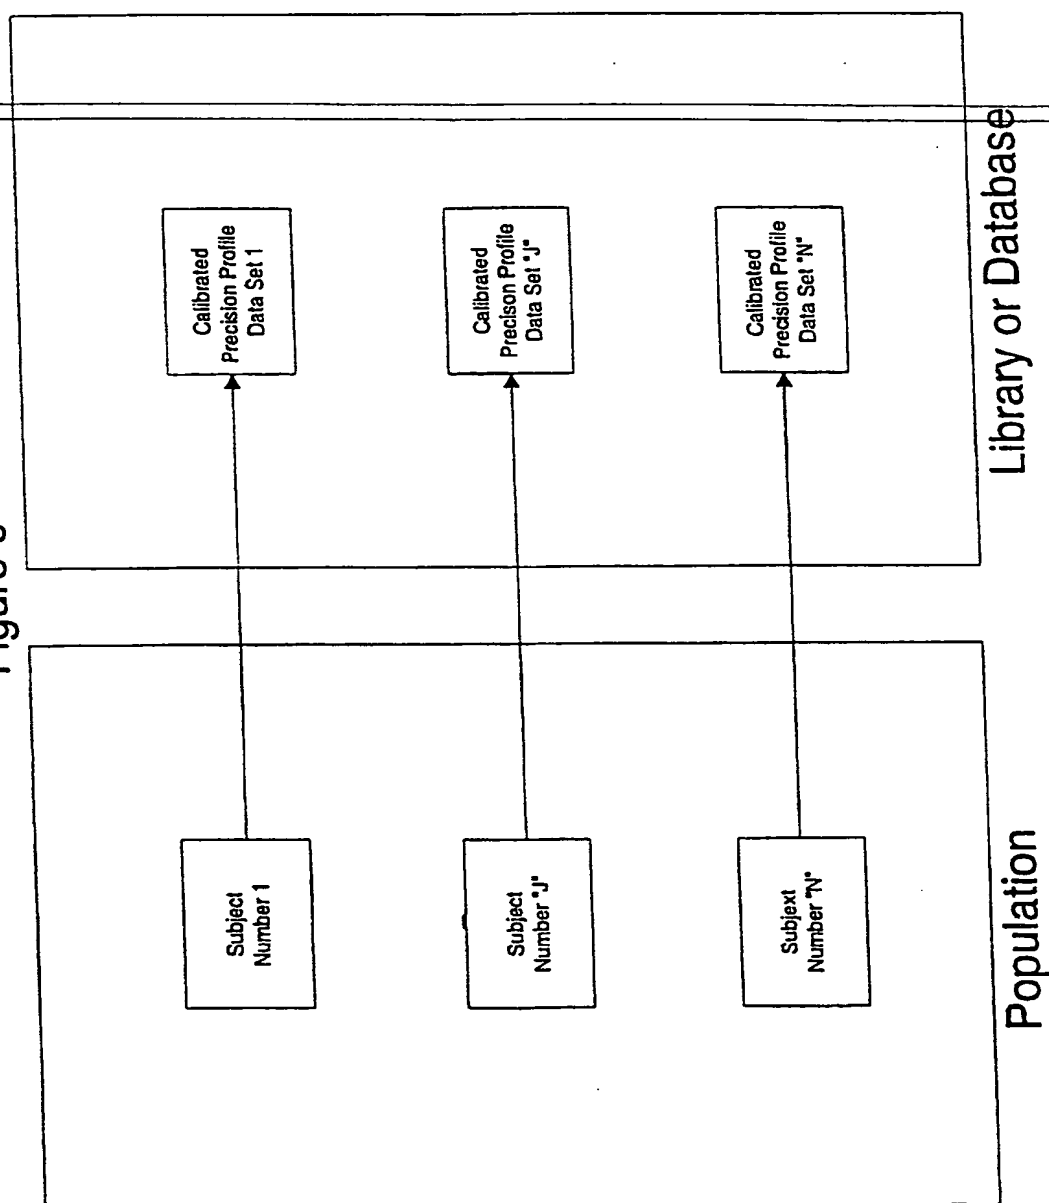 Figure
Subject
Number 1
Calibrated
Precision Profile
Data Set 1
Subject
Number "J"
Calibrated
Precison Profile
Data Set "J"
Subjext
Number "N"
Calibrated
Precision Profile
Data Set "N"
Population
Library or Database